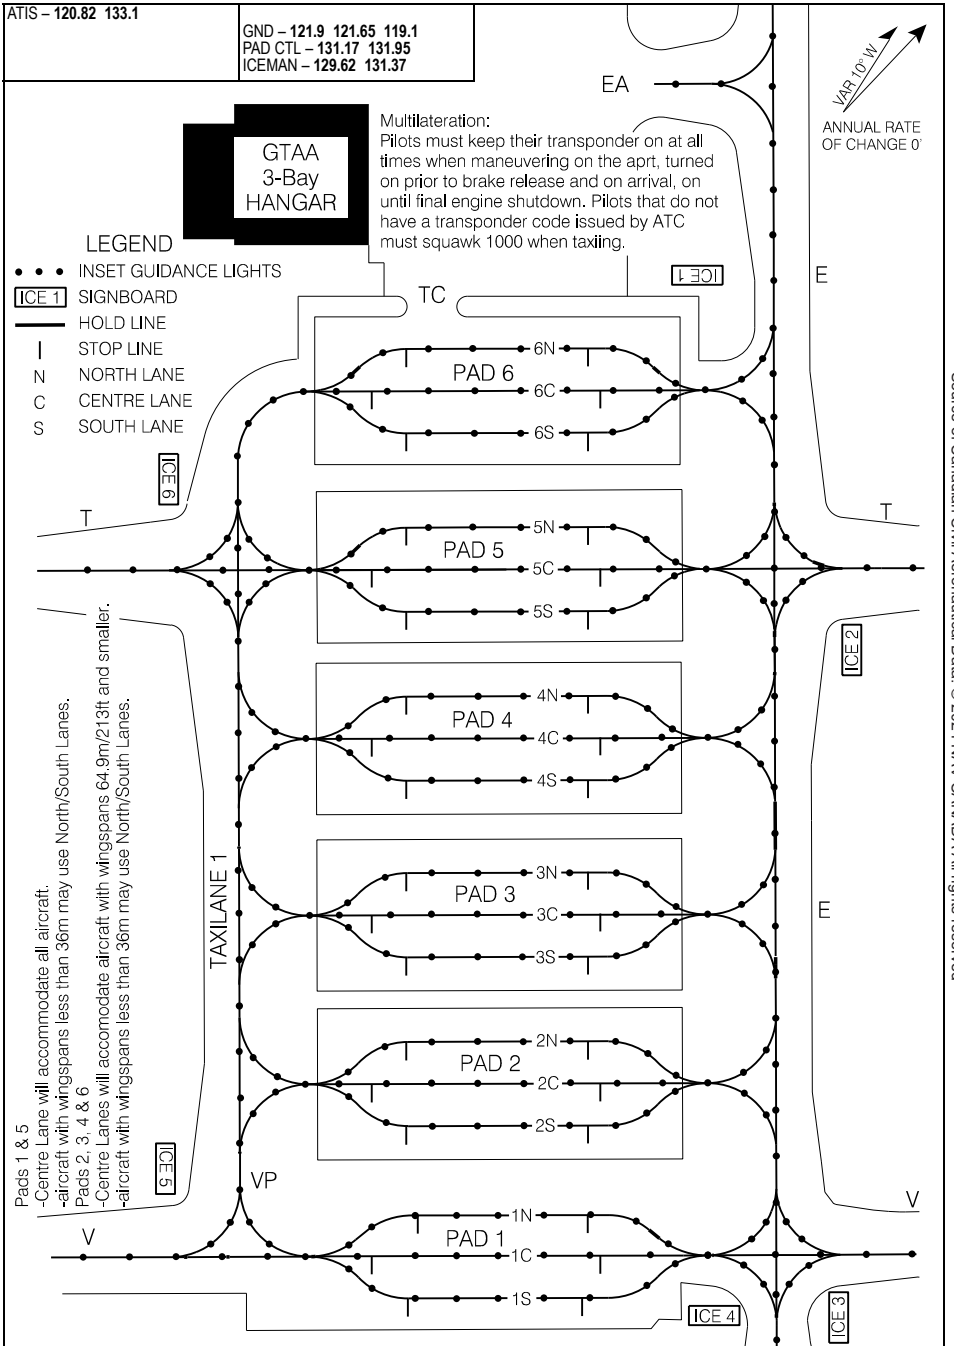 ATIS – 120.82 133.1
GND – 121.9 121.65 119.1
PAD CTL – 131.17 131.95
ICEMAN – 129.62 131.37
EA
VAR 10° W
ANNUAL RATE
OF CHANGE 0'
GTAA
3-Bay
HANGAR
Multilateration:
Pilots must keep their transponder on at all
times when maneuvering on the aprt, turned
on prior to brake release and on arrival, on
until final engine shutdown. Pilots that do not
have a transponder code issued by ATC
must squawk 1000 when taxiing.
LEGEND
INSET GUIDANCE LIGHTS
ICE 1 SIGNBOARD
HOLD LINE
STOP LINE
N NORTH LANE
C CENTRE LANE
S SOUTH LANE
ICE 1
E
TC
6N
PAD 6
6C
6S
ICE 6
T
T
5N
PAD 5
5C
5S
ICE 2
4N
PAD 4
4C
4S
TAXILANE 1
3N
PAD 3
3C
3S
E
2N
PAD 2
2C
2S
Pads 1 & 5
-Centre Lane will accommodate all aircraft.
-aircraft with wingspans less than 36m may use North/South Lanes.
Pads 2, 3, 4 & 6
-Centre Lanes will accomodate aircraft with wingspans 64.9m/213ft and smaller.
-aircraft with wingspans less than 36m may use North/South Lanes.
ICE 5
VP
V
V
1N
PAD 1
1C
1S
ICE 4
ICE 3